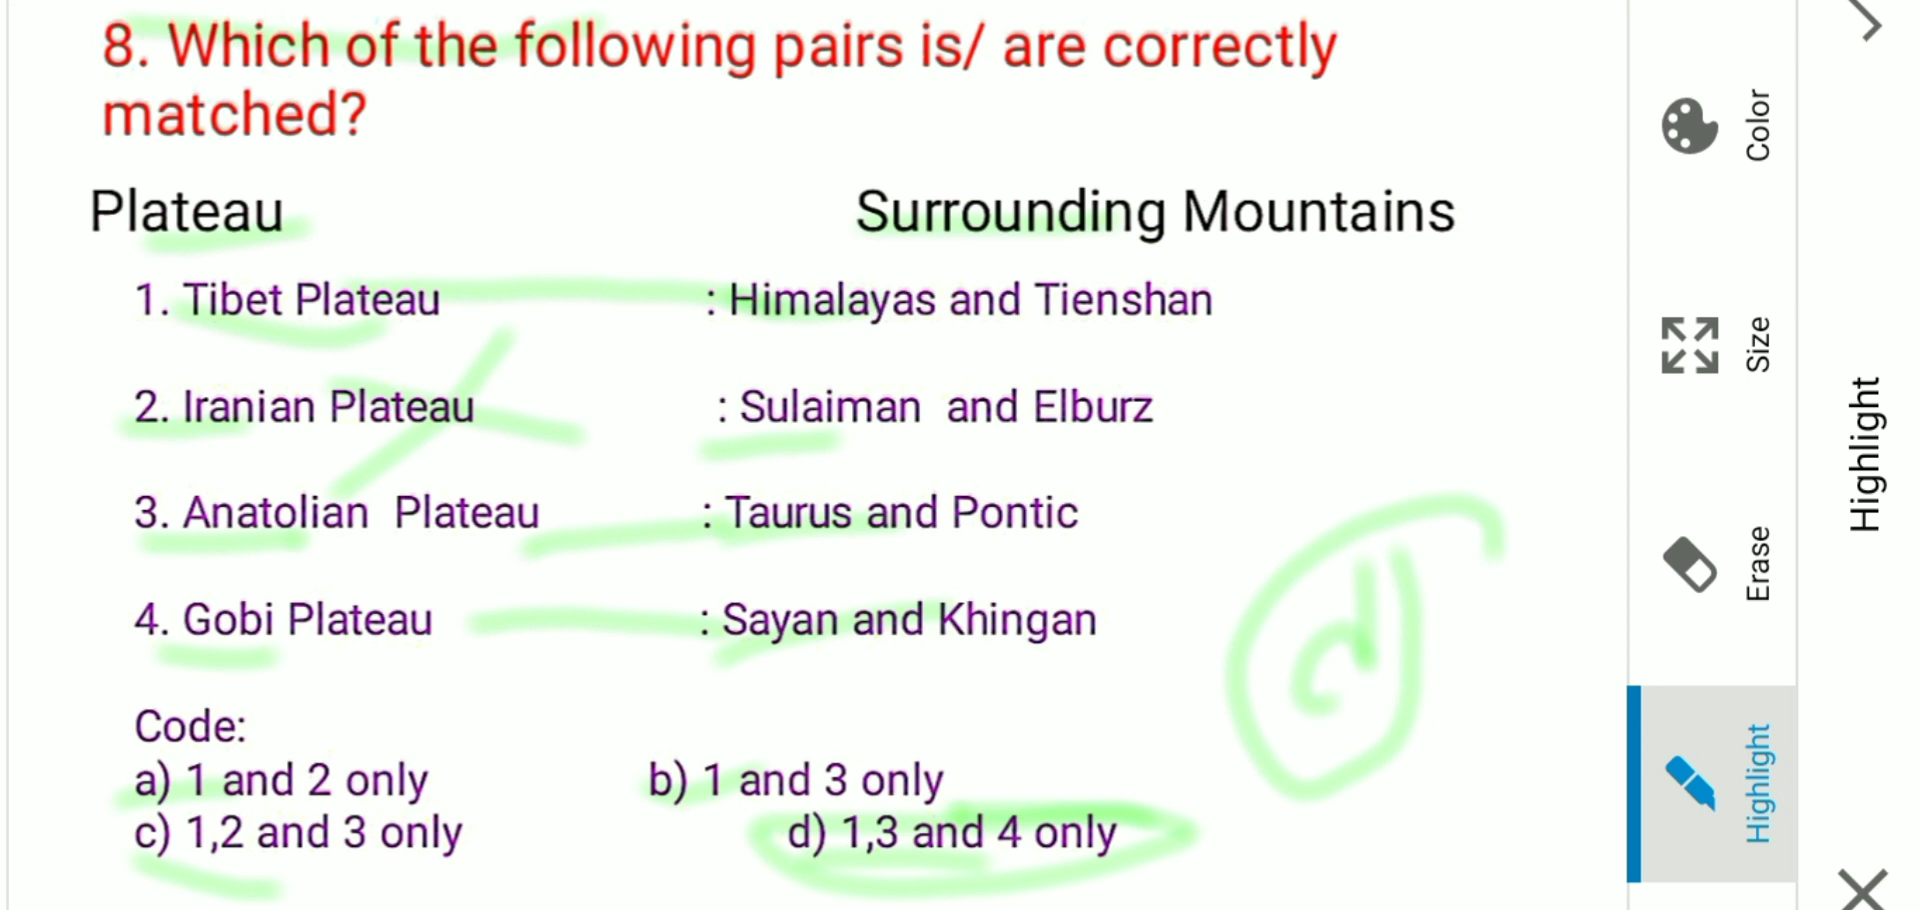 8. Which of the following pairs is/ are correctly
matched?
Plateau Surrounding Mountains
1. Tibet Plateau : Himalayas and Tienshan
2. Iranian Plateau : Sulaiman and Elburz
3. Anatolian Plateau : Taurus and Pontic
4. Gobi Plateau : Sayan and Khingan
d
Code:
a) 1 and 2 only b) 1 and 3 only
c) 1,2 and 3 only d) 1,3 and 4 only
Color
Size
Erase
Highlight
Highlight